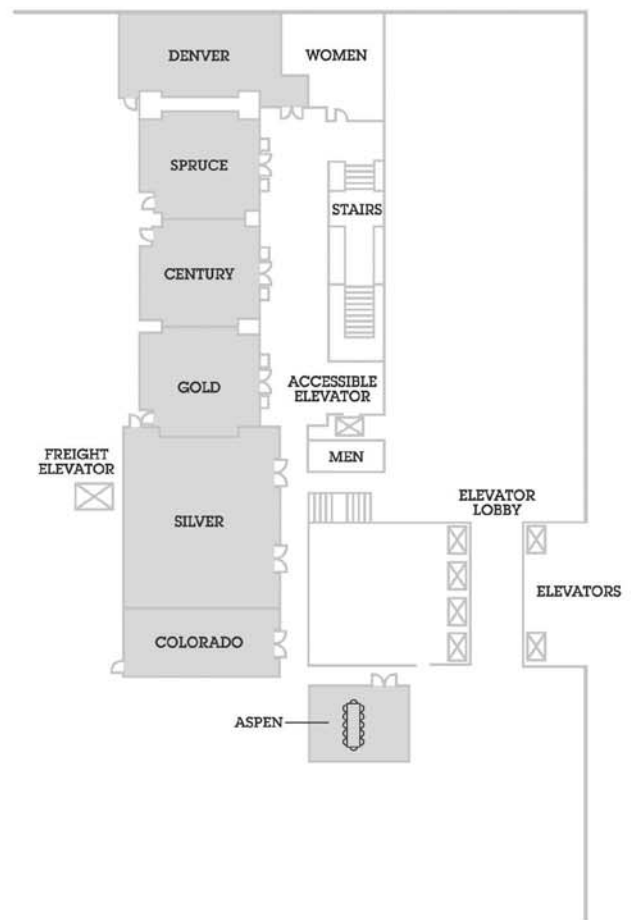 DENVER
WOMEN
SPRUCE
STAIRS
CENTURY
GOLD
ACCESSIBLE
ELEVATOR
MEN
FREIGHT
ELEVATOR
SILVER
ELEVATOR
LOBBY
ELEVATORS
COLORADO
ASPEN